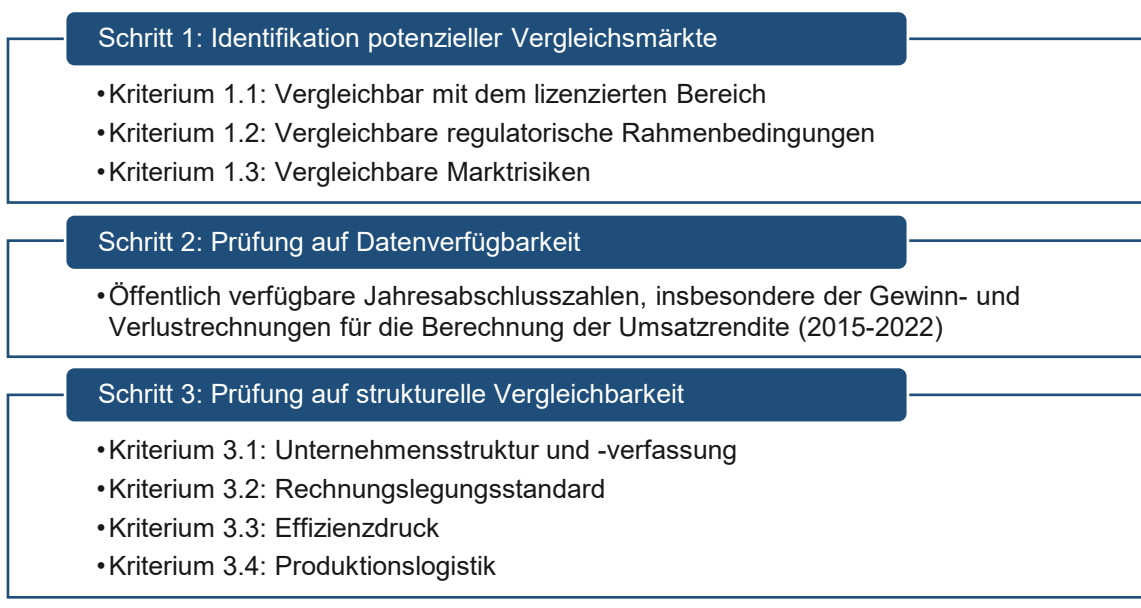 Schritt 1: Identifikation potenzieller Vergleichsmärkte
•Kriterium 1.1: Vergleichbar mit dem lizenzierten Bereich
•Kriterium 1.2: Vergleichbare regulatorische Rahmenbedingungen
•Kriterium 1.3: Vergleichbare Marktrisiken
Schritt 2: Prüfung auf Datenverfügbarkeit
•Öffentlich verfügbare Jahresabschlusszahlen, insbesondere der Gewinn- und
Verlustrechnungen für die Berechnung der Umsatzrendite (2015-2022)
Schritt 3: Prüfung auf strukturelle Vergleichbarkeit
•Kriterium 3.1: Unternehmensstruktur und -verfassung
•Kriterium 3.2: Rechnungslegungsstandard
•Kriterium 3.3: Effizienzdruck
•Kriterium 3.4: Produktionslogistik